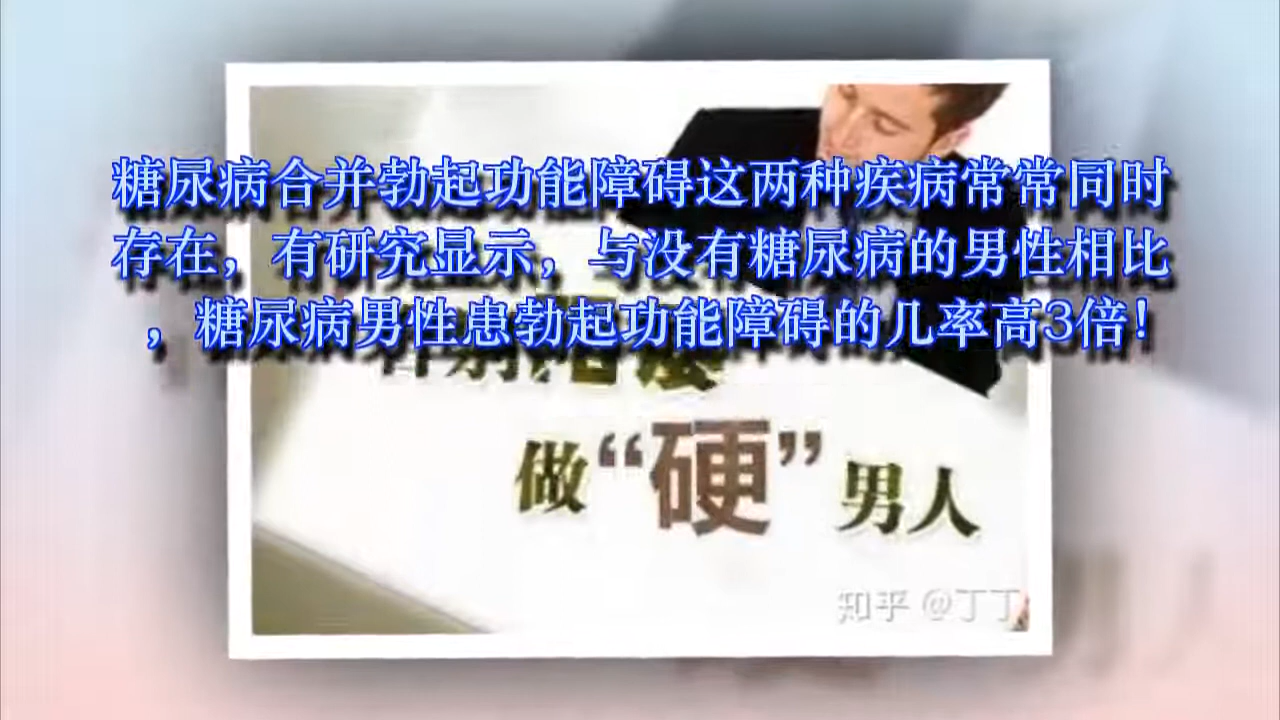 糖尿病合并勃起功能障碍这两种疾病常常同时
存在，有研究显示，与没有糖尿病的男性相比
，糖尿病男性患勃起功能障碍的几率高3倍！
做“硬”男人
知乎 @丁丁